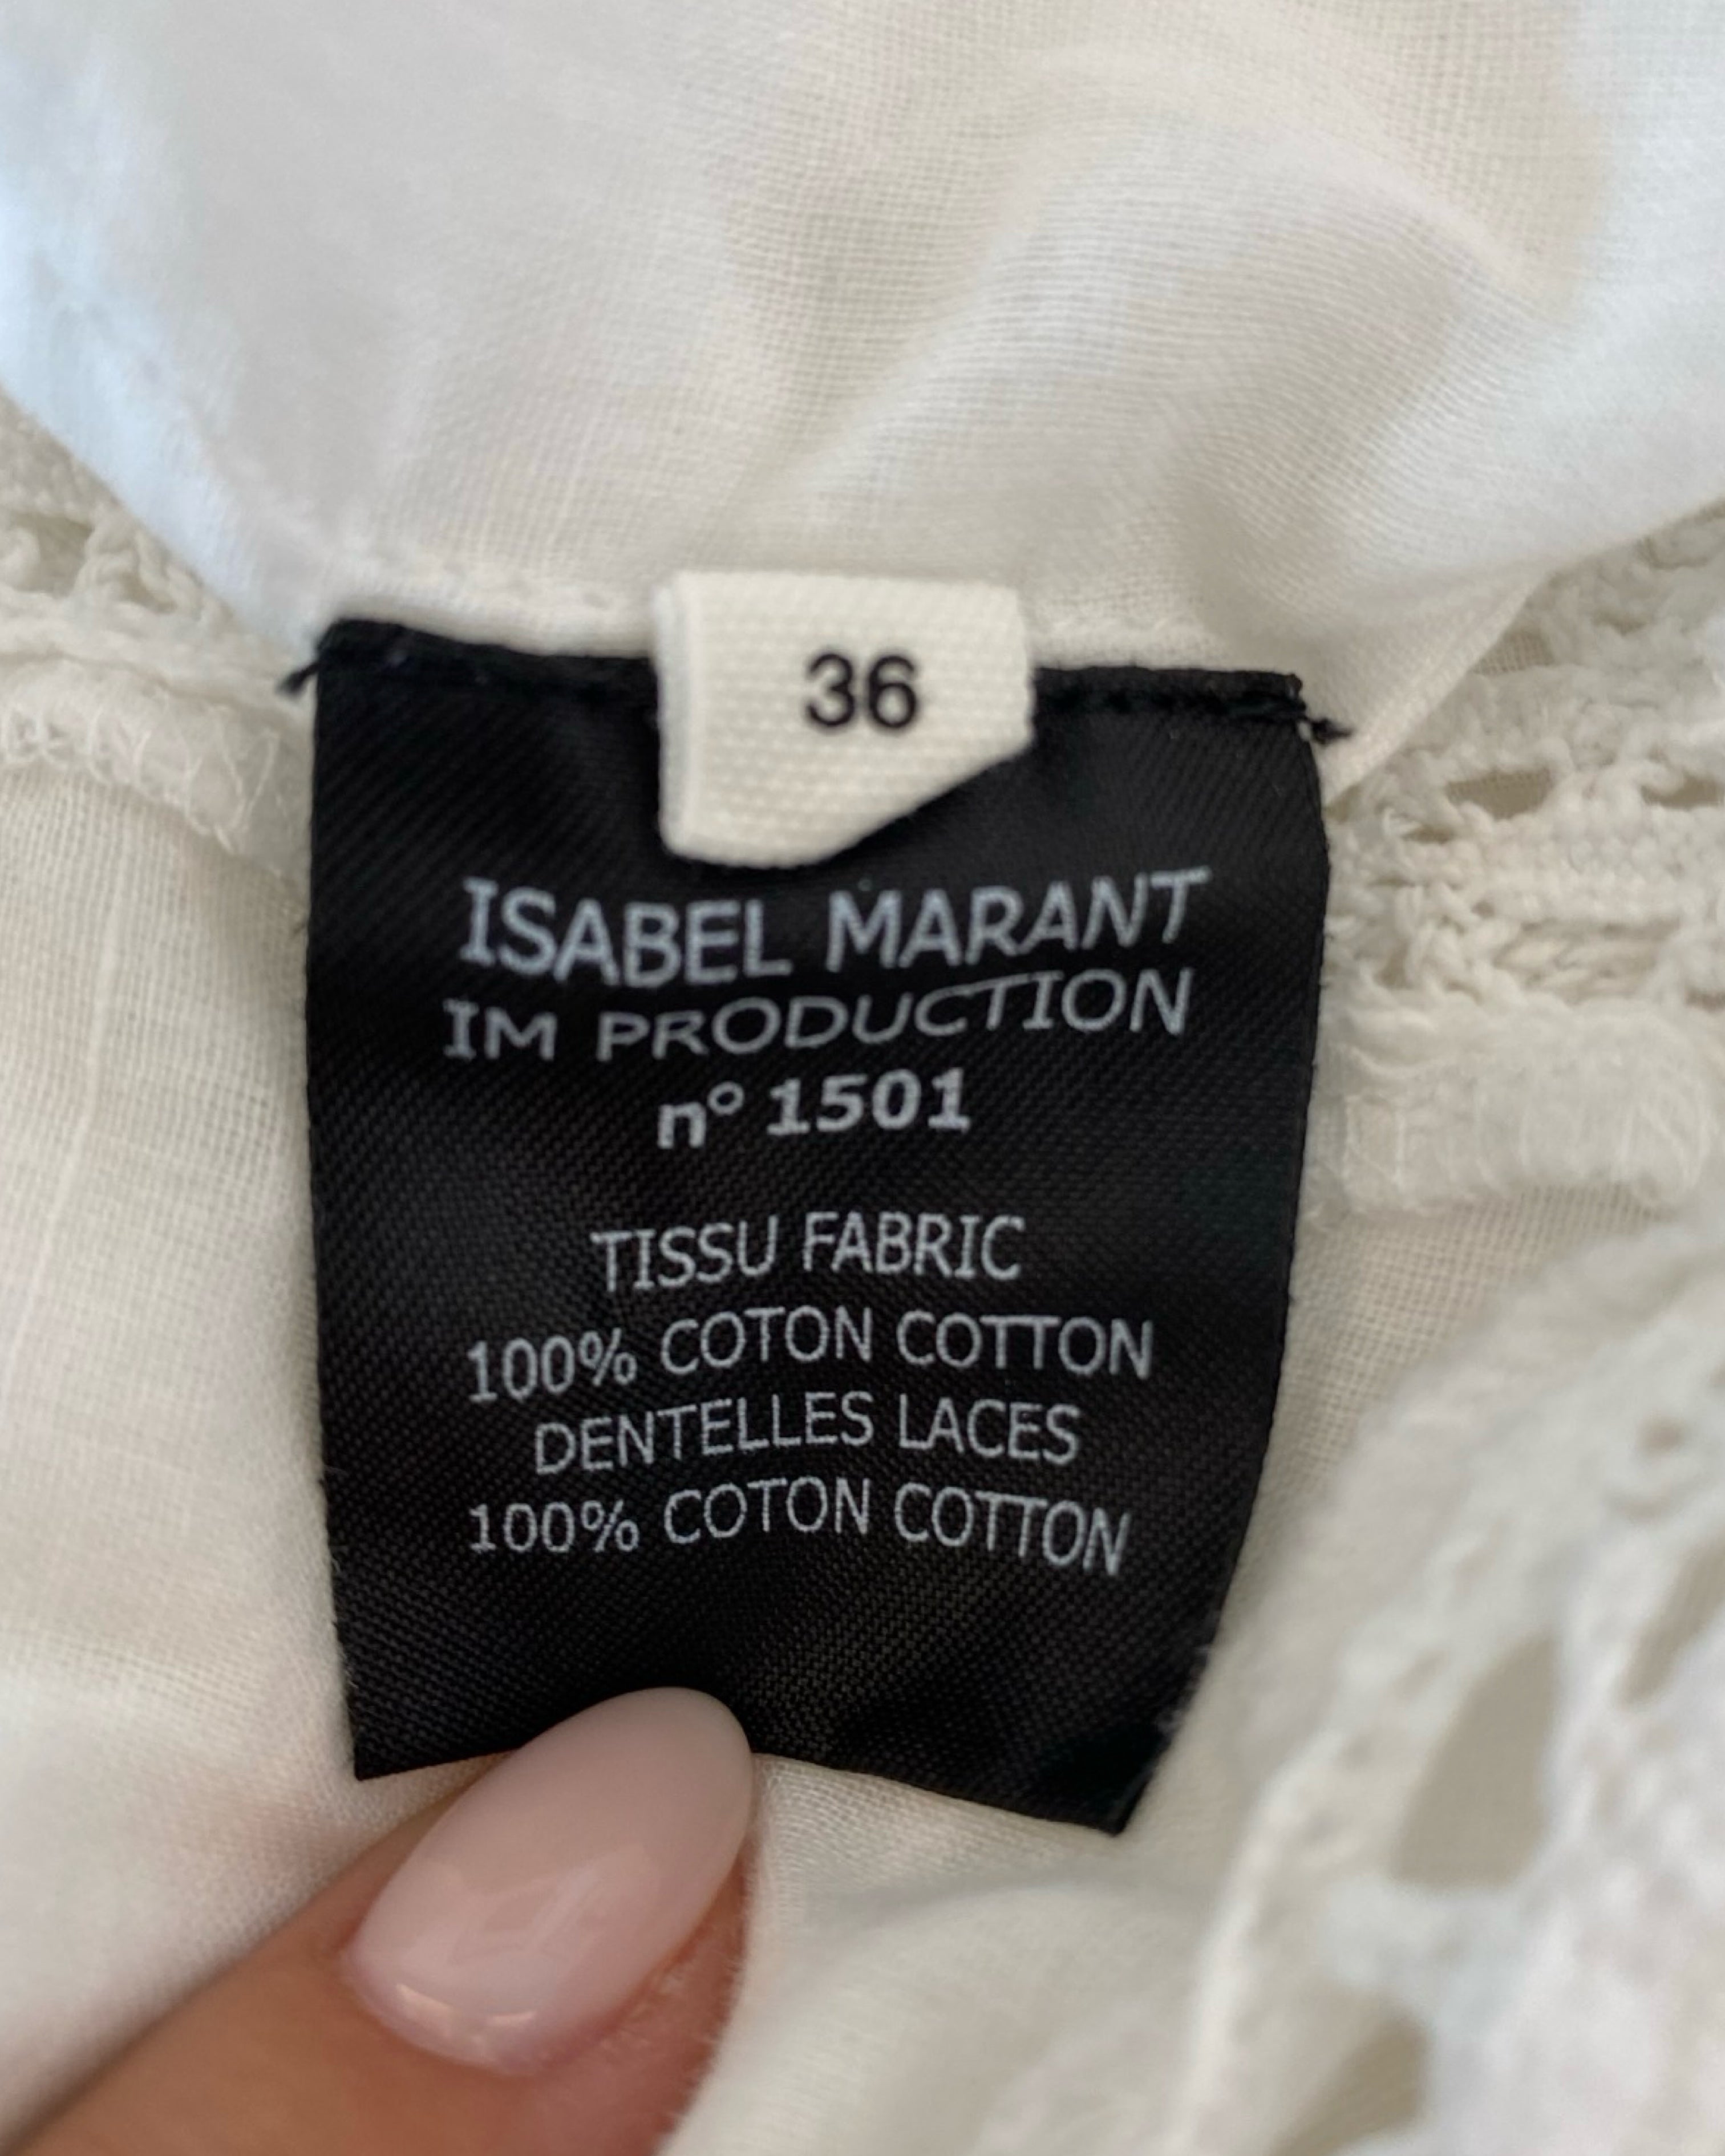 36
ISABEL MARANT
IM PRODUCTION
n° 1501
TISSU FABRIC
100% COTON COTTON
DENTELLES LACES
100% COTON COTTON